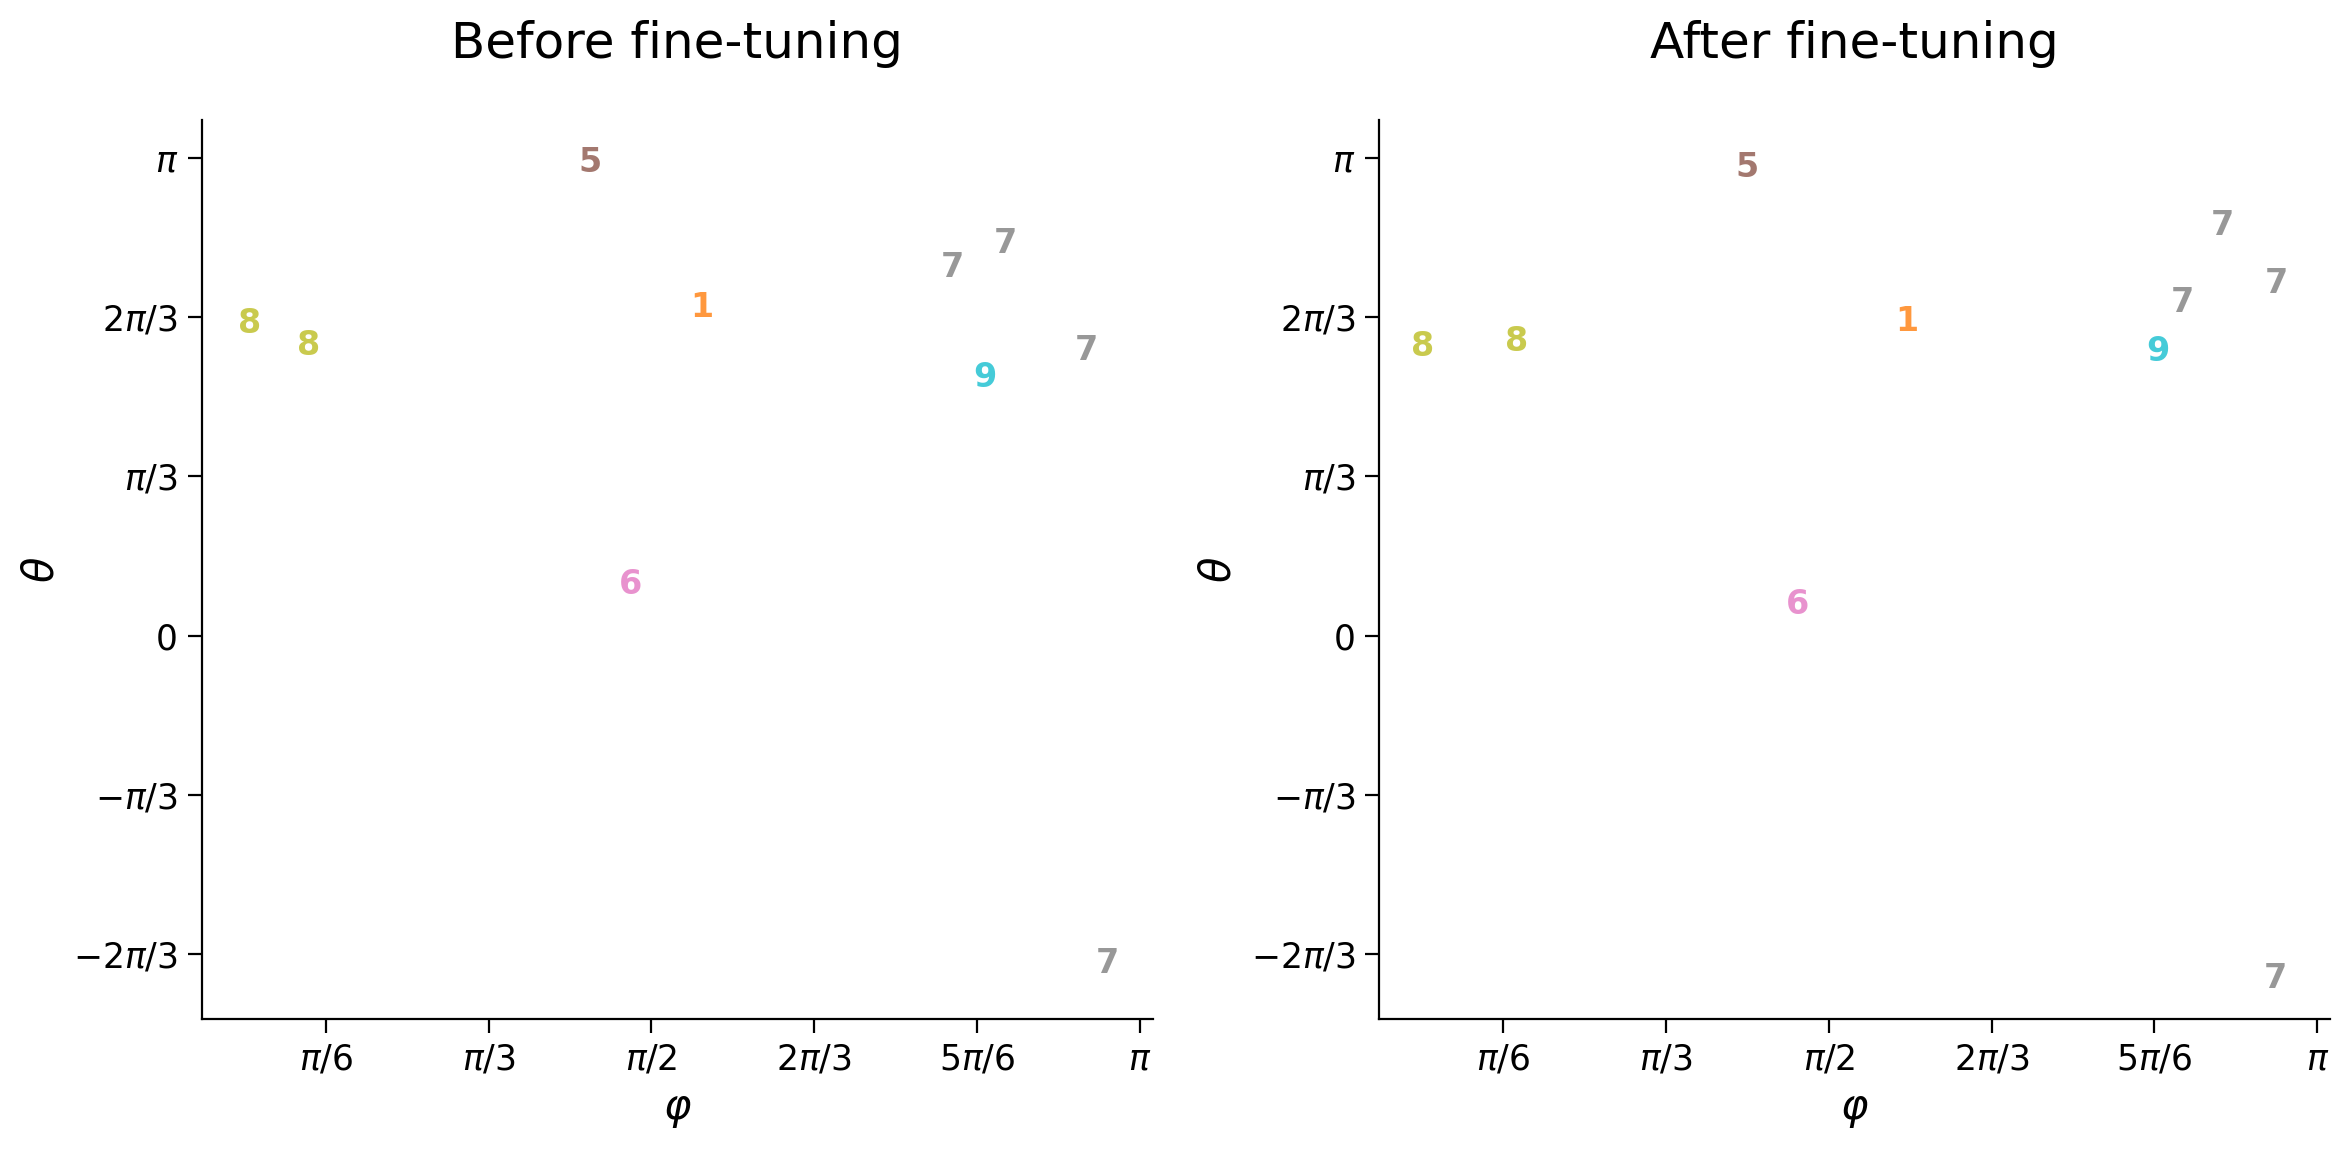 Before fine-tuning
π
2π/3
π/3
0
−π/3
−2π/3
θ
5
7
7
1
8
8
7
9
6
7
π/6
π/3
π/2
2π/3
5π/6
π
φ
After fine-tuning
π
2π/3
π/3
0
−π/3
−2π/3
θ
5
7
7
7
1
8
8
9
6
7
π/6
π/3
π/2
2π/3
5π/6
π
φ